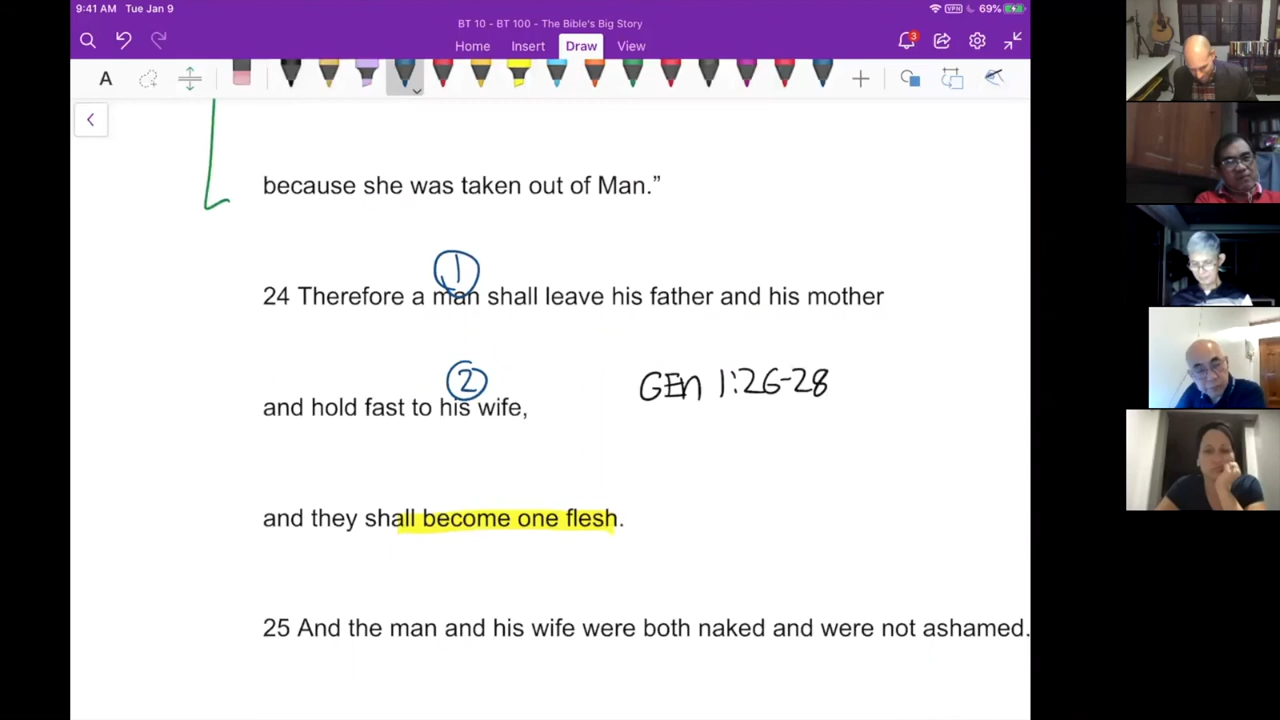 9:41 AM Tue Jan 9
VPN 69%
BT 10 - BT 100 - The Bible's Big Story
Home Insert Draw View
3
A
because she was taken out of Man.”
1
24 Therefore a man shall leave his father and his mother
2
GEn 1:26-28
and hold fast to his wife,
and they shall become one flesh.
25 And the man and his wife were both naked and were not ashamed.